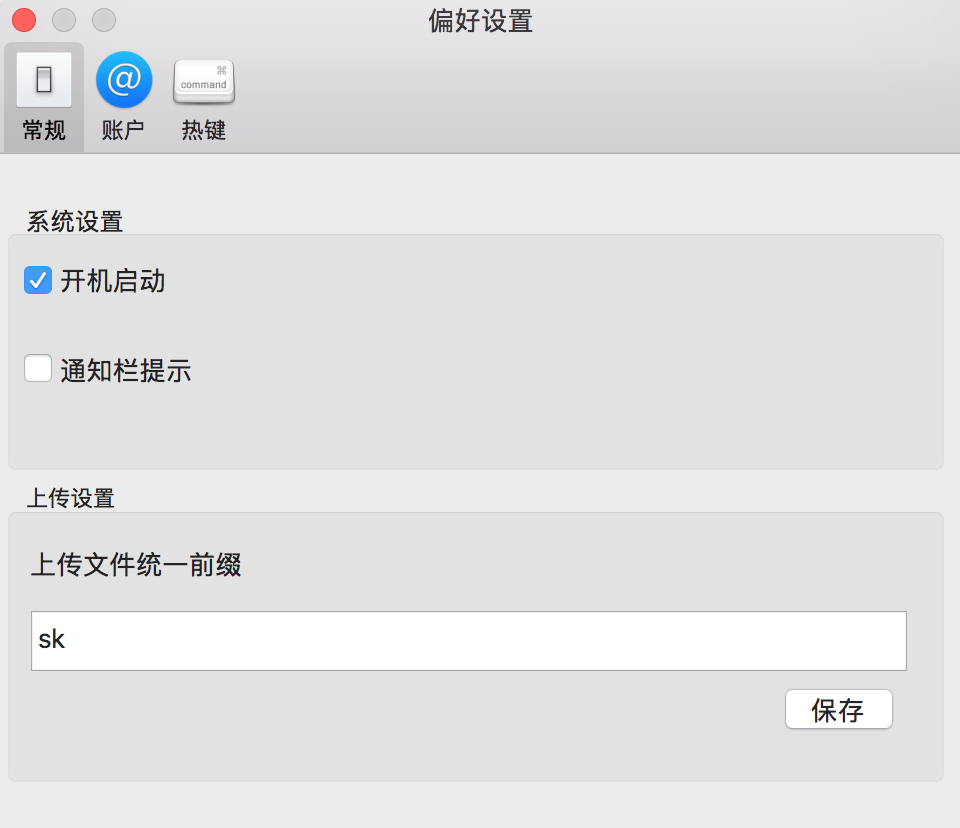 偏好设置
@
⌘
command
常规
账户
热键
系统设置
开机启动
通知栏提示
上传设置
上传文件统一前缀
sk
保存